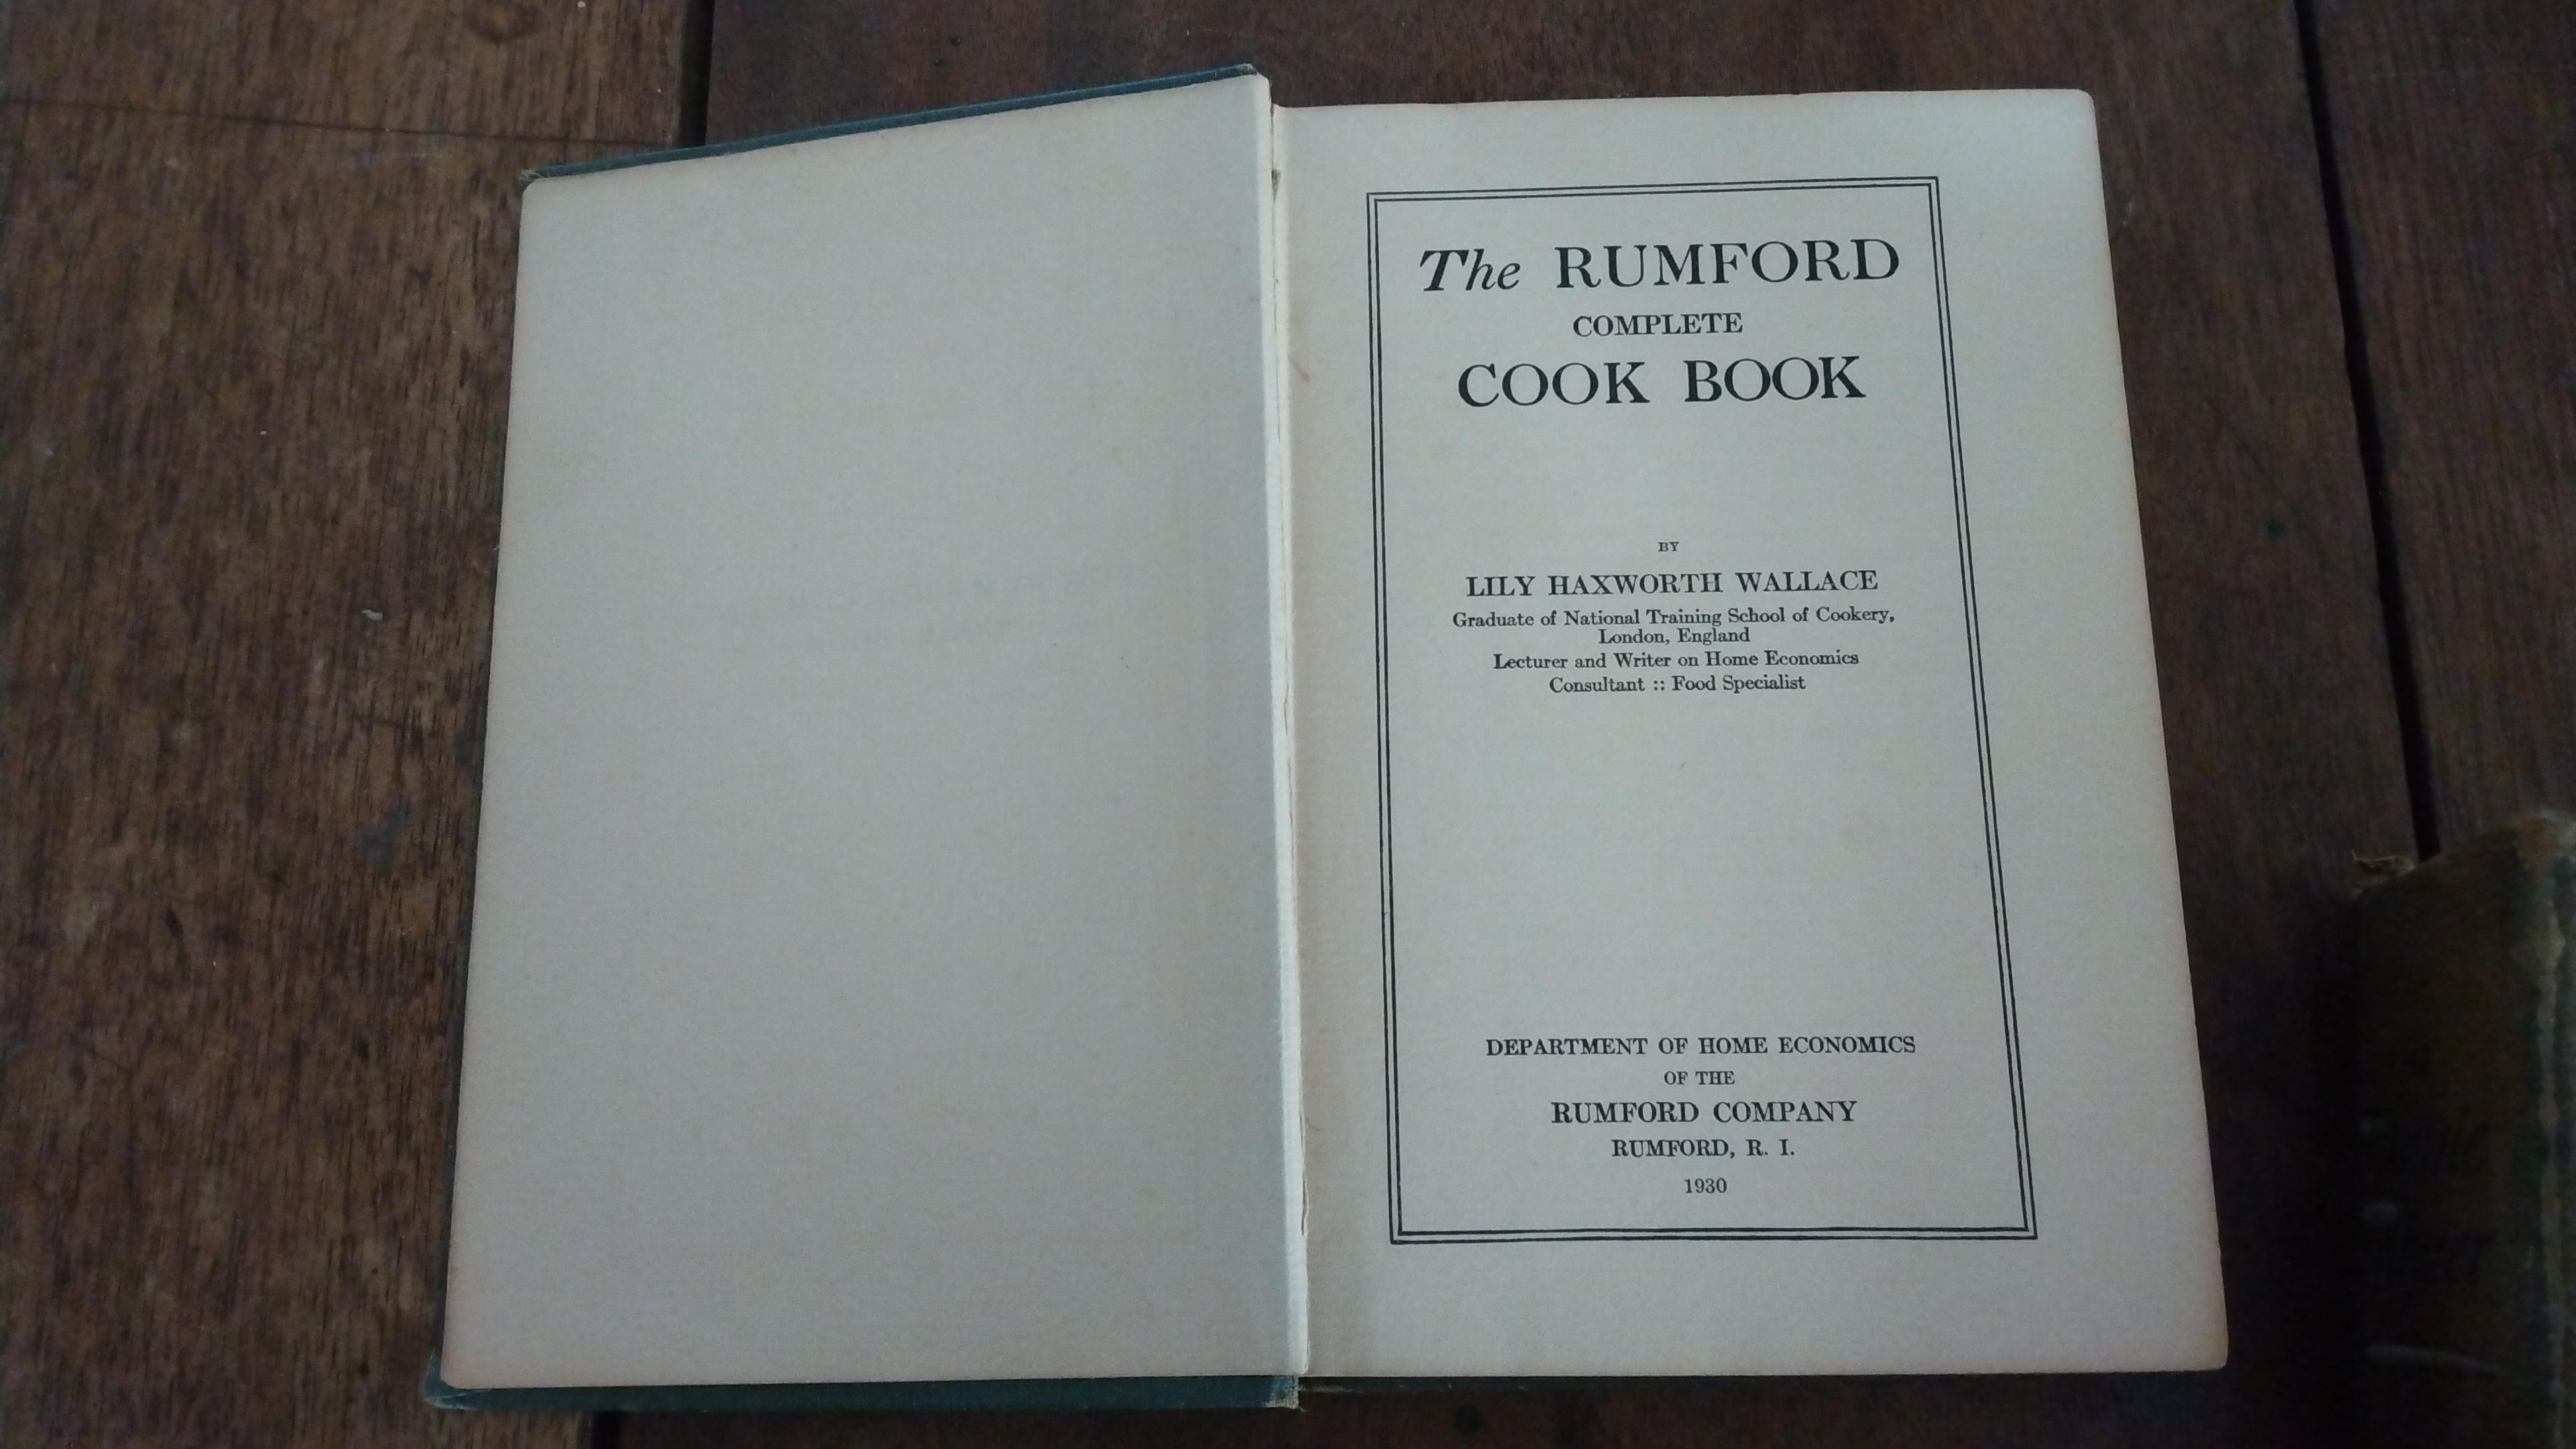 The RUMFORD
COMPLETE
COOK BOOK
BY
LILY HAXWORTH WALLACE
Graduate of National Training School of Cookery,
London, England
Lecturer and Writer on Home Economics
Consultant :: Food Specialist
DEPARTMENT OF HOME ECONOMICS
OF THE
RUMFORD COMPANY
RUMFORD, R. I.
1930